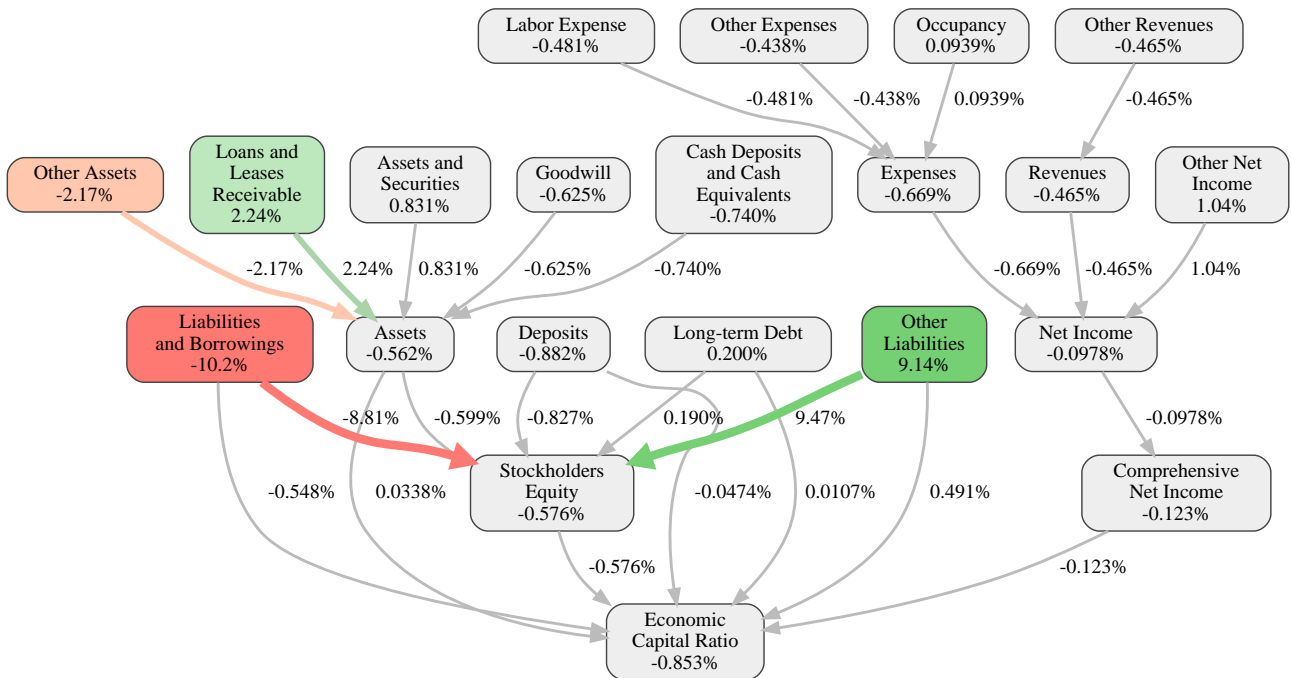 Labor Expense
-0.481%
Other Expenses
-0.438%
Occupancy
0.0939%
Other Revenues
-0.465%
-0.481%
-0.438%
0.0939%
-0.465%
Other Assets
-2.17%
Loans and
Leases
Receivable
2.24%
Assets and
Securities
0.831%
Goodwill
-0.625%
Cash Deposits
and Cash
Equivalents
-0.740%
Expenses
-0.669%
Revenues
-0.465%
Other Net
Income
1.04%
-2.17%
2.24%
0.831%
-0.625%
-0.740%
-0.669%
-0.465%
1.04%
Liabilities
and Borrowings
-10.2%
Assets
-0.562%
Deposits
-0.882%
Long-term Debt
0.200%
Other
Liabilities
9.14%
Net Income
-0.0978%
-8.81%
-0.599%
-0.827%
0.190%
9.47%
-0.0978%
Stockholders
Equity
-0.576%
Comprehensive
Net Income
-0.123%
-0.548%
0.0338%
-0.0474%
0.0107%
0.491%
-0.576%
-0.123%
Economic
Capital Ratio
-0.853%